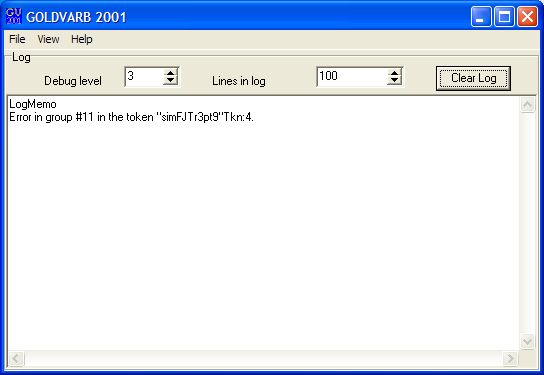 GOLDVARB 2001
File View Help
Log
Debug level 3 Lines in log 100 Clear Log
LogMemo
Error in group #11 in the token "simFJTr3pt9"Tkn:4.